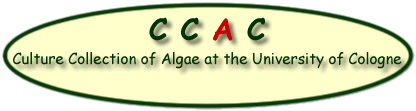 C C A C
Culture Collection of Algae at the University of Cologne